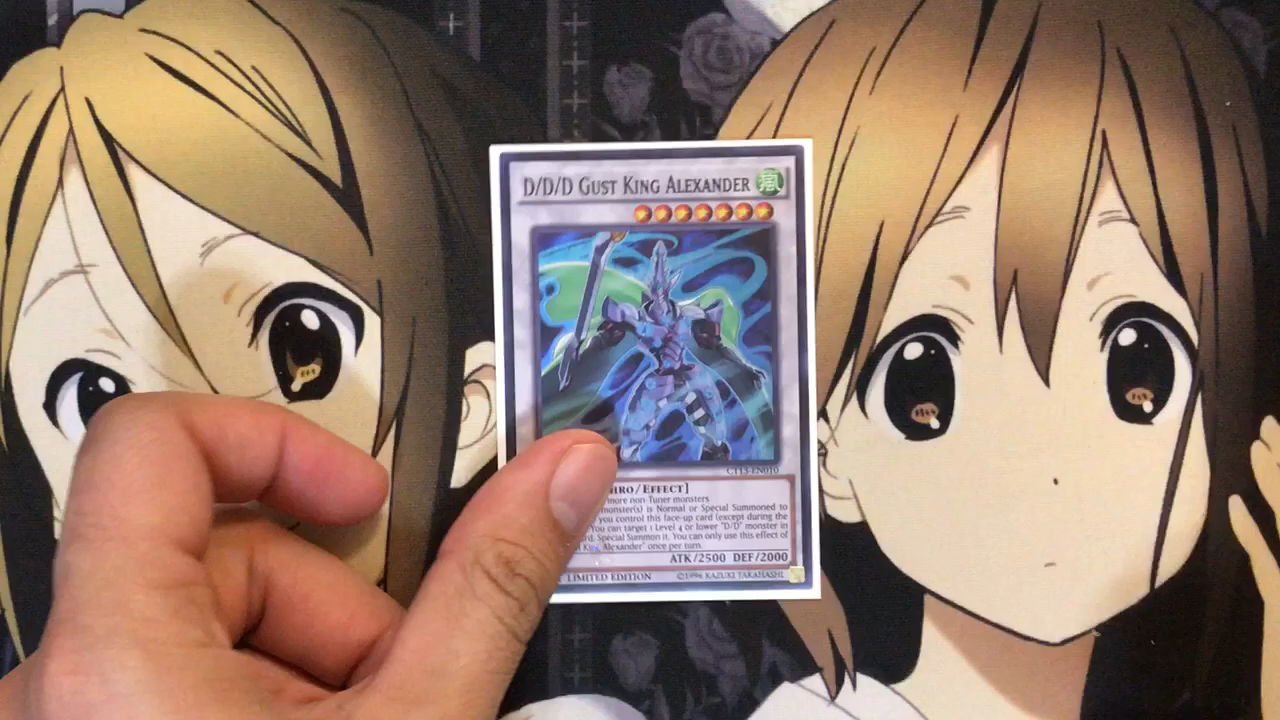 D/D/D GUST KING ALEXANDER 風
CT13-EN010
HRO/EFFECT]
more non-Tuner monsters
monster(s) is Normal or Special Summoned to
you control this face-up card (except during the
You can target 1 Level 4 or lower "D/D" monster in
Special Summon it. You can only use this effect of
King Alexander" once per turn.
ATK/2500 DEF/2000
LIMITED EDITION ©1996 KAZUKI TAKAHASHI